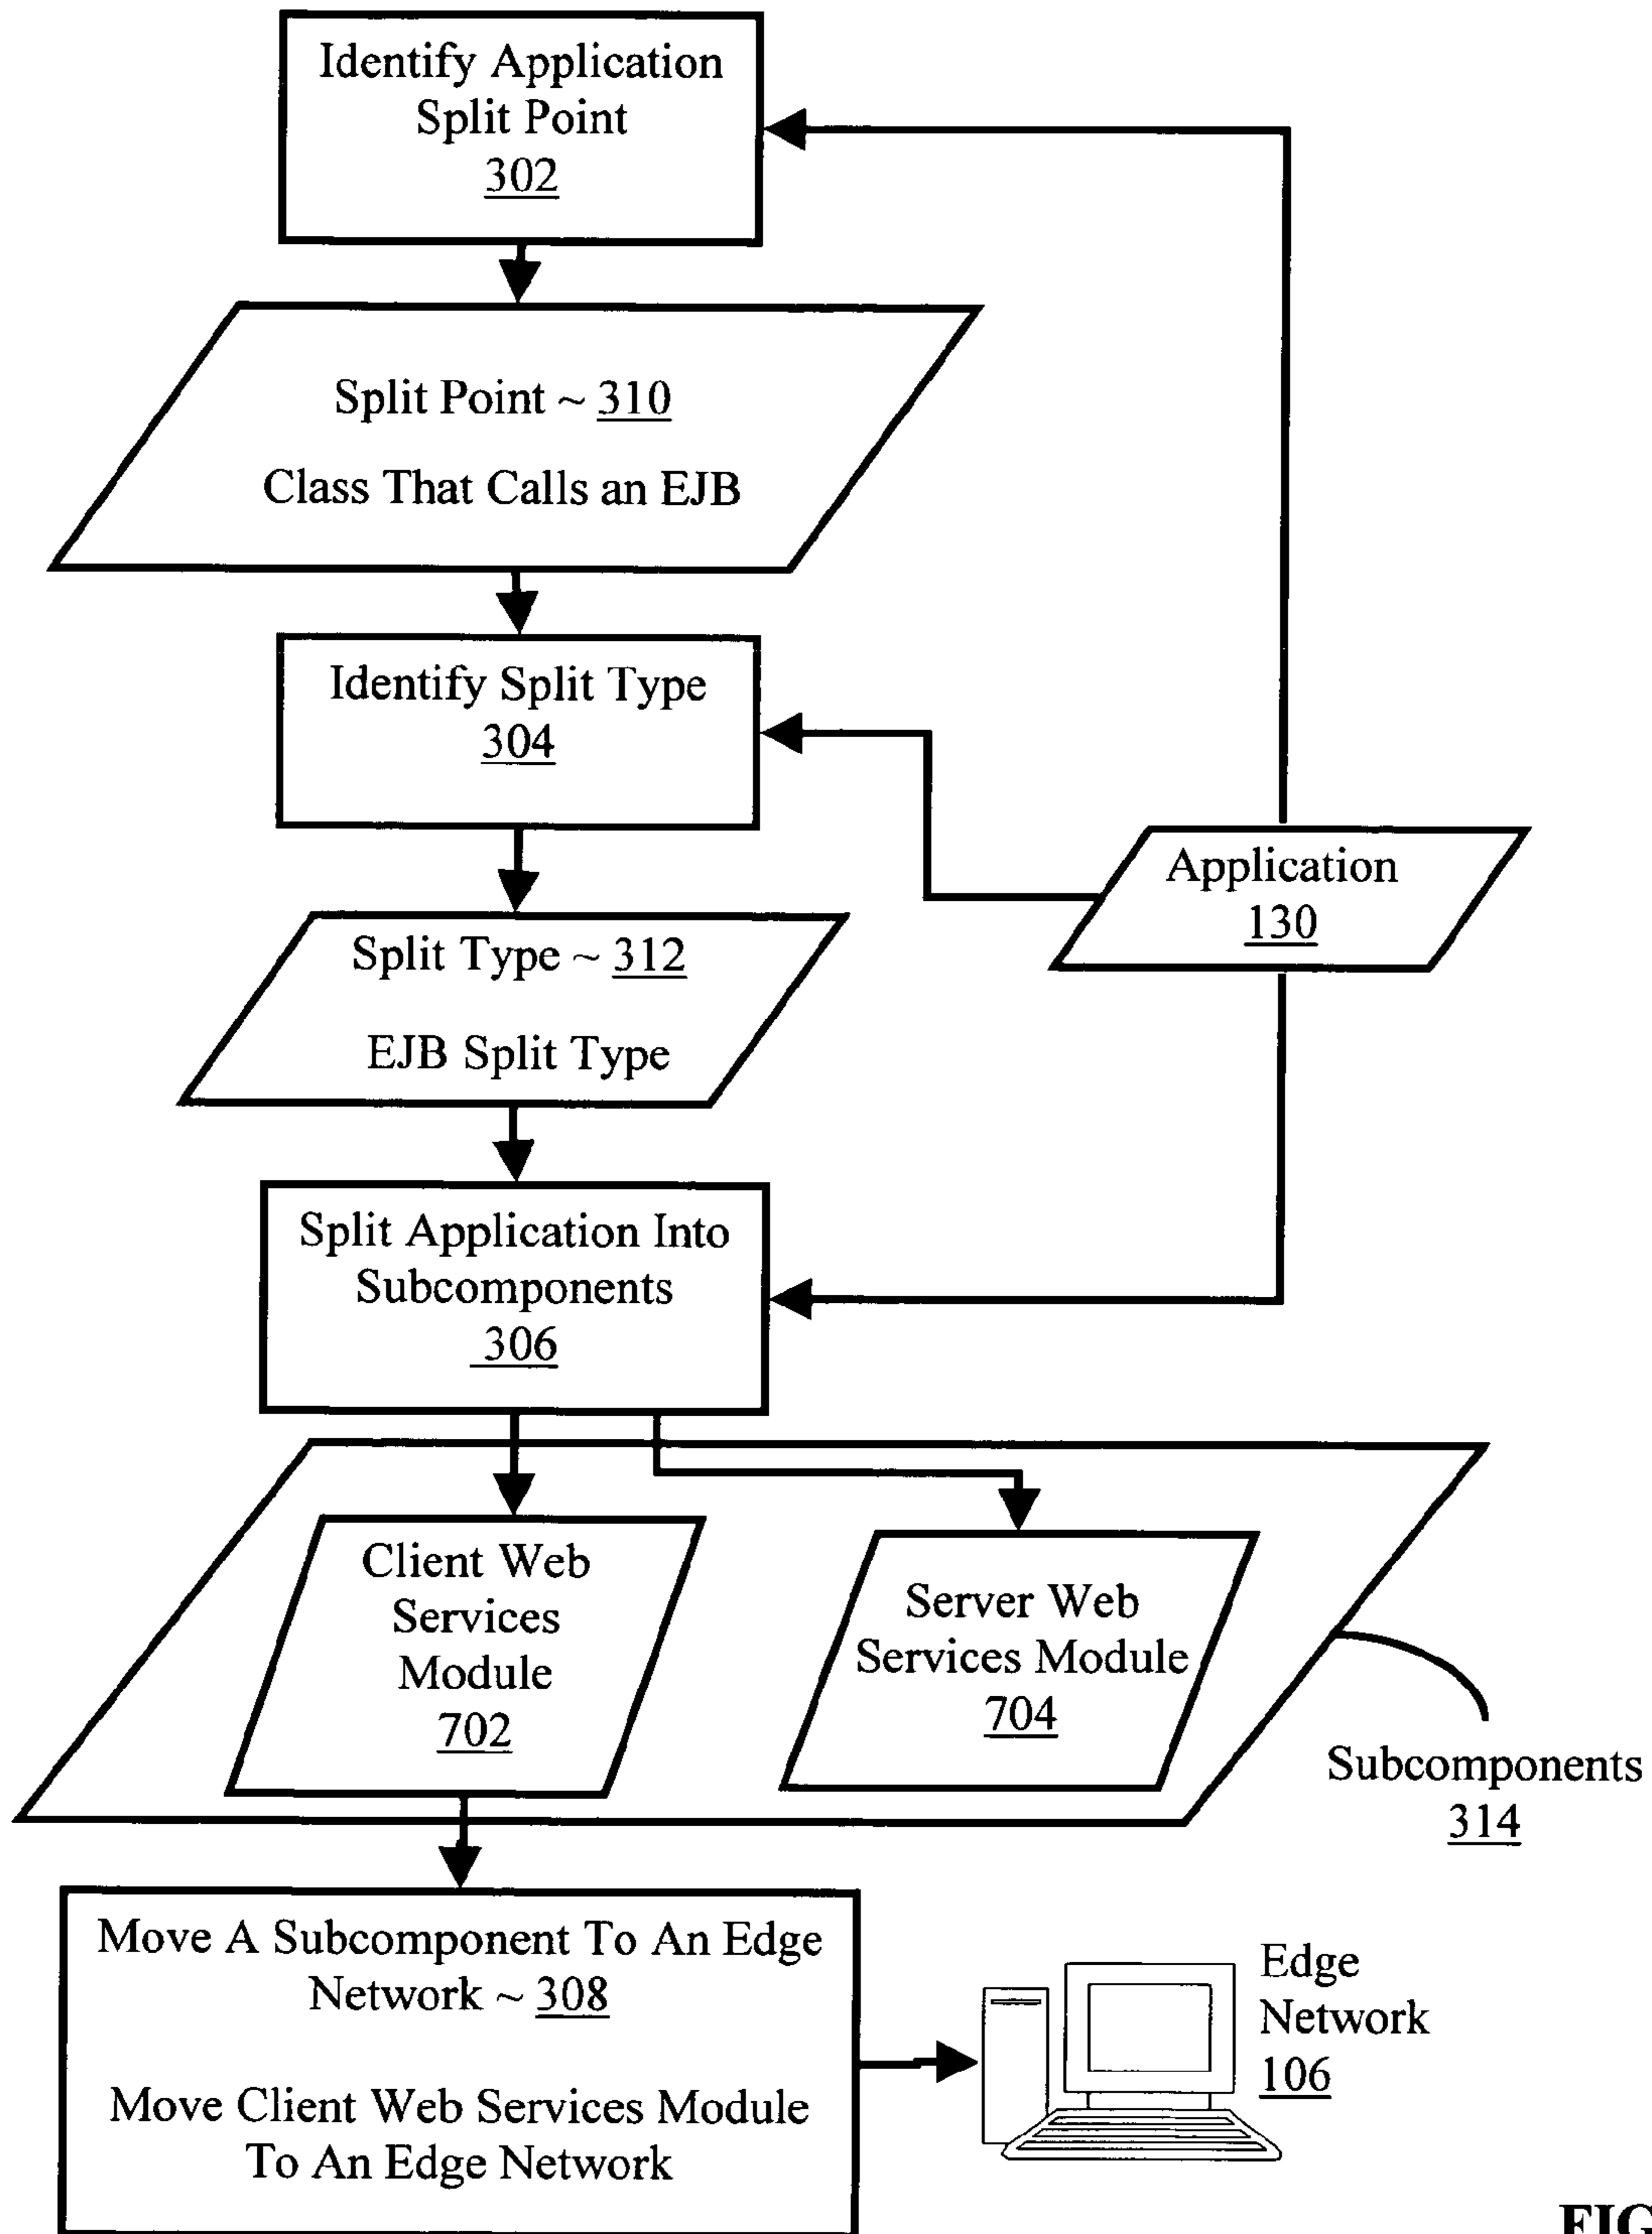 Identify Application
Split Point
302
Split Point ~ 310
Class That Calls an EJB
Identify Split Type
304
Application
130
Split Type ~ 312
EJB Split Type
Split Application Into
Subcomponents
306
Client Web
Services
Module
702
Server Web
Services Module
704
Subcomponents
314
Move A Subcomponent To An Edge
Network ~ 308
Move Client Web Services Module
To An Edge Network
Edge
Network
106
FIG